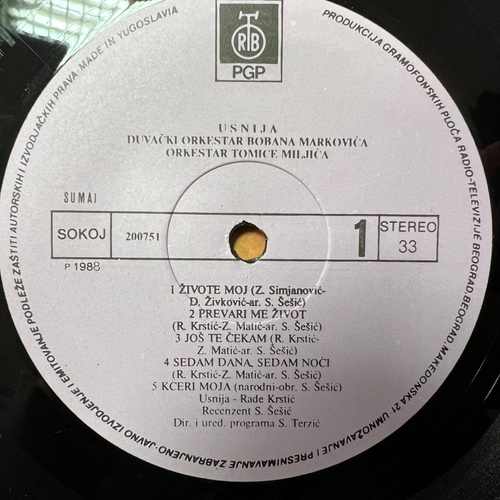 RTB
PGP
USNIJA
DUVAČKI ORKESTAR BOBANA MARKOVIĆA
ORKESTAR TOMICE MILJIĆA
SUMAJ
SOKOJ
200751
1
STEREO
33
P 1988
1 ŽIVOTE MOJ (Z. Simjanović-
D. Živković-ar. S. Šešić)
2 PREVARI ME ŽIVOT
(R. Krstić-Z. Matić-ar. S. Šešić)
3 JOŠ TE ČEKAM (R. Krstić-
Z. Matić-ar. S. Šešić)
4 SEDAM DANA, SEDAM NOĆI
(R. Krstić-Z. Matić-ar. S. Šešić)
5 KĆERI MOJA (narodni-obr. S. Šešić)
Usnija - Rade Krstić
Recenzent S. Šešić
Dir. i ured. programa S. Terzić
PRODUKCIJA GRAMOFONSKIH PLOČA RADIO-TELEVIZIJE BEOGRAD, BEOGRAD, MAKEDONSKA 21 UMNOŽAVANJE I PRESNIMAVANJE ZABRANJENO-JAVNO IZVODJENJE I EMITOVANJE PODLEŽE ZAŠTITI AUTORSKIH I IZVODJAČKIH PRAVA. MADE IN YUGOSLAVIA